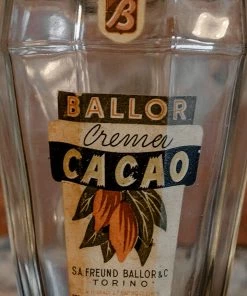 B
BALLOR
Crema
CACAO
S.A. FREUND BALLOR & C
TORINO